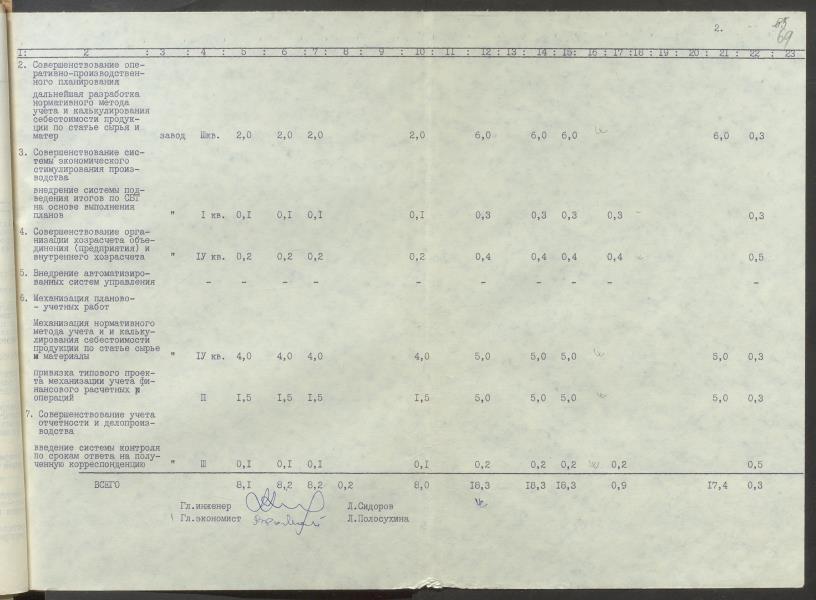 2.
69
1: 2 : 3 : 4 : 5 : 6 : 7 : 8 : 9 : 10 : 11 : 12 : 13 : 14 : 15: 16 : 17 :18 : 19 : 20 : 21 : 22 : 23
2. Совершенствование опе-
ративно-производствен-
ного планирования
дальнейшая разработка
нормативного метода
учета и калькулирования
себестоимости продук-
ции по статье сырья и
матер завод Шкв. 2,0 2,0 2,0 2,0 6,0 6,0 6,0 6,0 0,3
3. Совершенствование сис-
темы экономического
стимулирования произ-
водства
внедрение системы под-
ведения итогов по СБТ
на основе выполнения
планов " I кв. 0,I 0,I 0,I 0,I 0,3 0,3 0,3 0,3 0,3
4. Совершенствование орга-
низации хозрасчета объе-
динения (предприятия) и
внутреннего хозрасчета " IУ кв. 0,2 0,2 0,2 0,2 0,4 0,4 0,4 0,4 0,5
5. Внедрение автоматизиро-
ванных систем управления - - - - - - - - -
6. Механизация планово-
- учетных работ
Механизация нормативного
метода учета и и кальку-
лирования себестоимости
продукции по статье сырье
и материалы " IУ кв. 4,0 4,0 4,0 4,0 5,0 5,0 5,0 5,0 0,3
привязка типового проек-
та механизации учета фи-
нансового расчетных
операций П I,5 I,5 I,5 I,5 5,0 5,0 5,0 5,0 0,3
7. Совершенствование учета
отчетности и делопроиз-
водства
введение системы контроля
по срокам ответа на полу-
ченную корреспонденцию " Ш 0,I 0,I 0,I 0,I 0,2 0,2 0,2 0,2 0,5
ВСЕГО 8,I 8,2 8,2 0,2 8,0 I8,3 I8,3 I8,3 0,9 I7,4 0,3
Гл.инженер Л.Сидоров
Гл.экономист Л.Полосухина